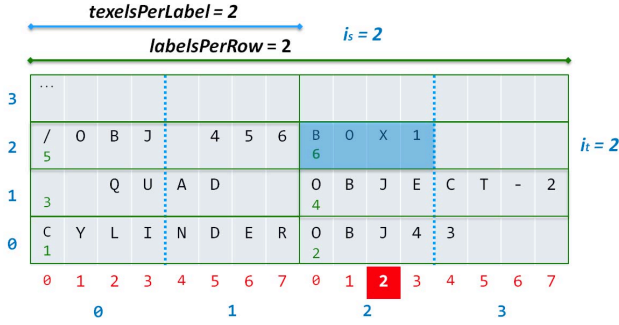 texelsPerLabel = 2
i_s = 2
labelsPerRow = 2
3 ...
2 / O B J 4 5 6 B O X 1 i_t = 2
5 6
1 Q U A D O B J E C T - 2
3 4
0 C Y L I N D E R O B J 4 3
1 2
0 1 2 3 4 5 6 7 0 1 2 3 4 5 6 7
0 1 2 3